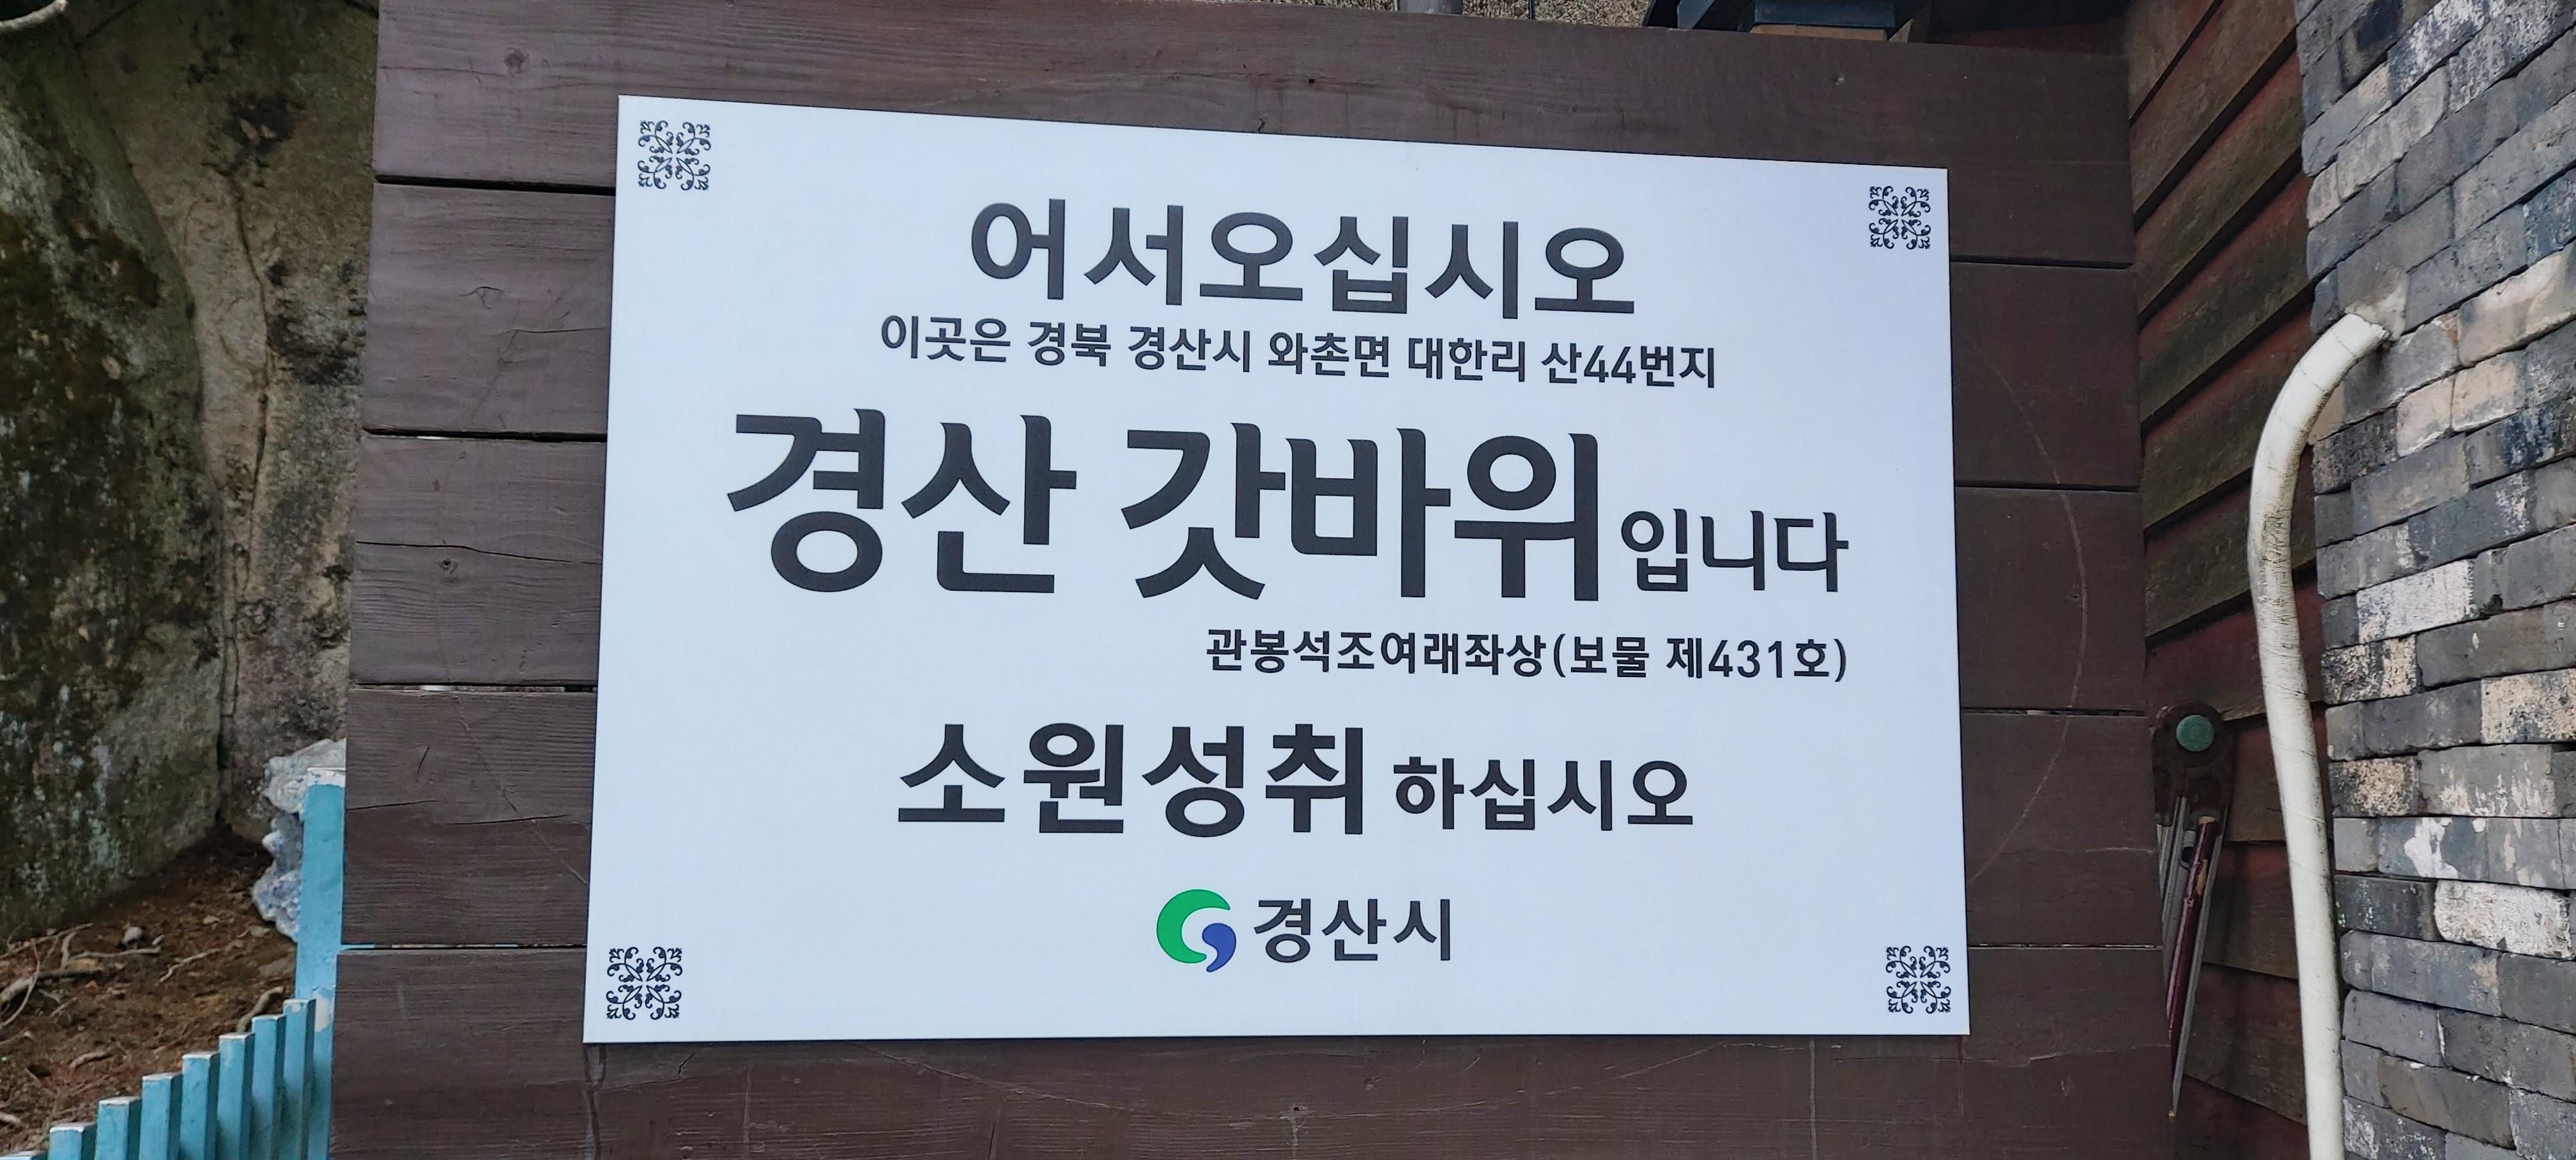 어서오십시오
이곳은 경북 경산시 와촌면 대한리 산44번지
경산 갓바위입니다
관봉석조여래좌상(보물 제431호)
소원성취 하십시오
경산시